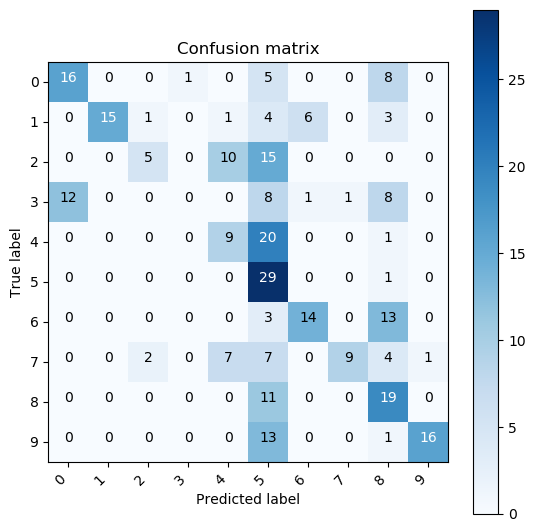 Confusion matrix
True label
0 16 0 0 1 0 5 0 0 8 0
1 0 15 1 0 1 4 6 0 3 0
2 0 0 5 0 10 15 0 0 0 0
3 12 0 0 0 0 8 1 1 8 0
4 0 0 0 0 9 20 0 0 1 0
5 0 0 0 0 0 29 0 0 1 0
6 0 0 0 0 0 3 14 0 13 0
7 0 0 2 0 7 7 0 9 4 1
8 0 0 0 0 0 11 0 0 19 0
9 0 0 0 0 0 13 0 0 1 16
0 1 2 3 4 5 6 7 8 9
Predicted label
25
20
15
10
5
0